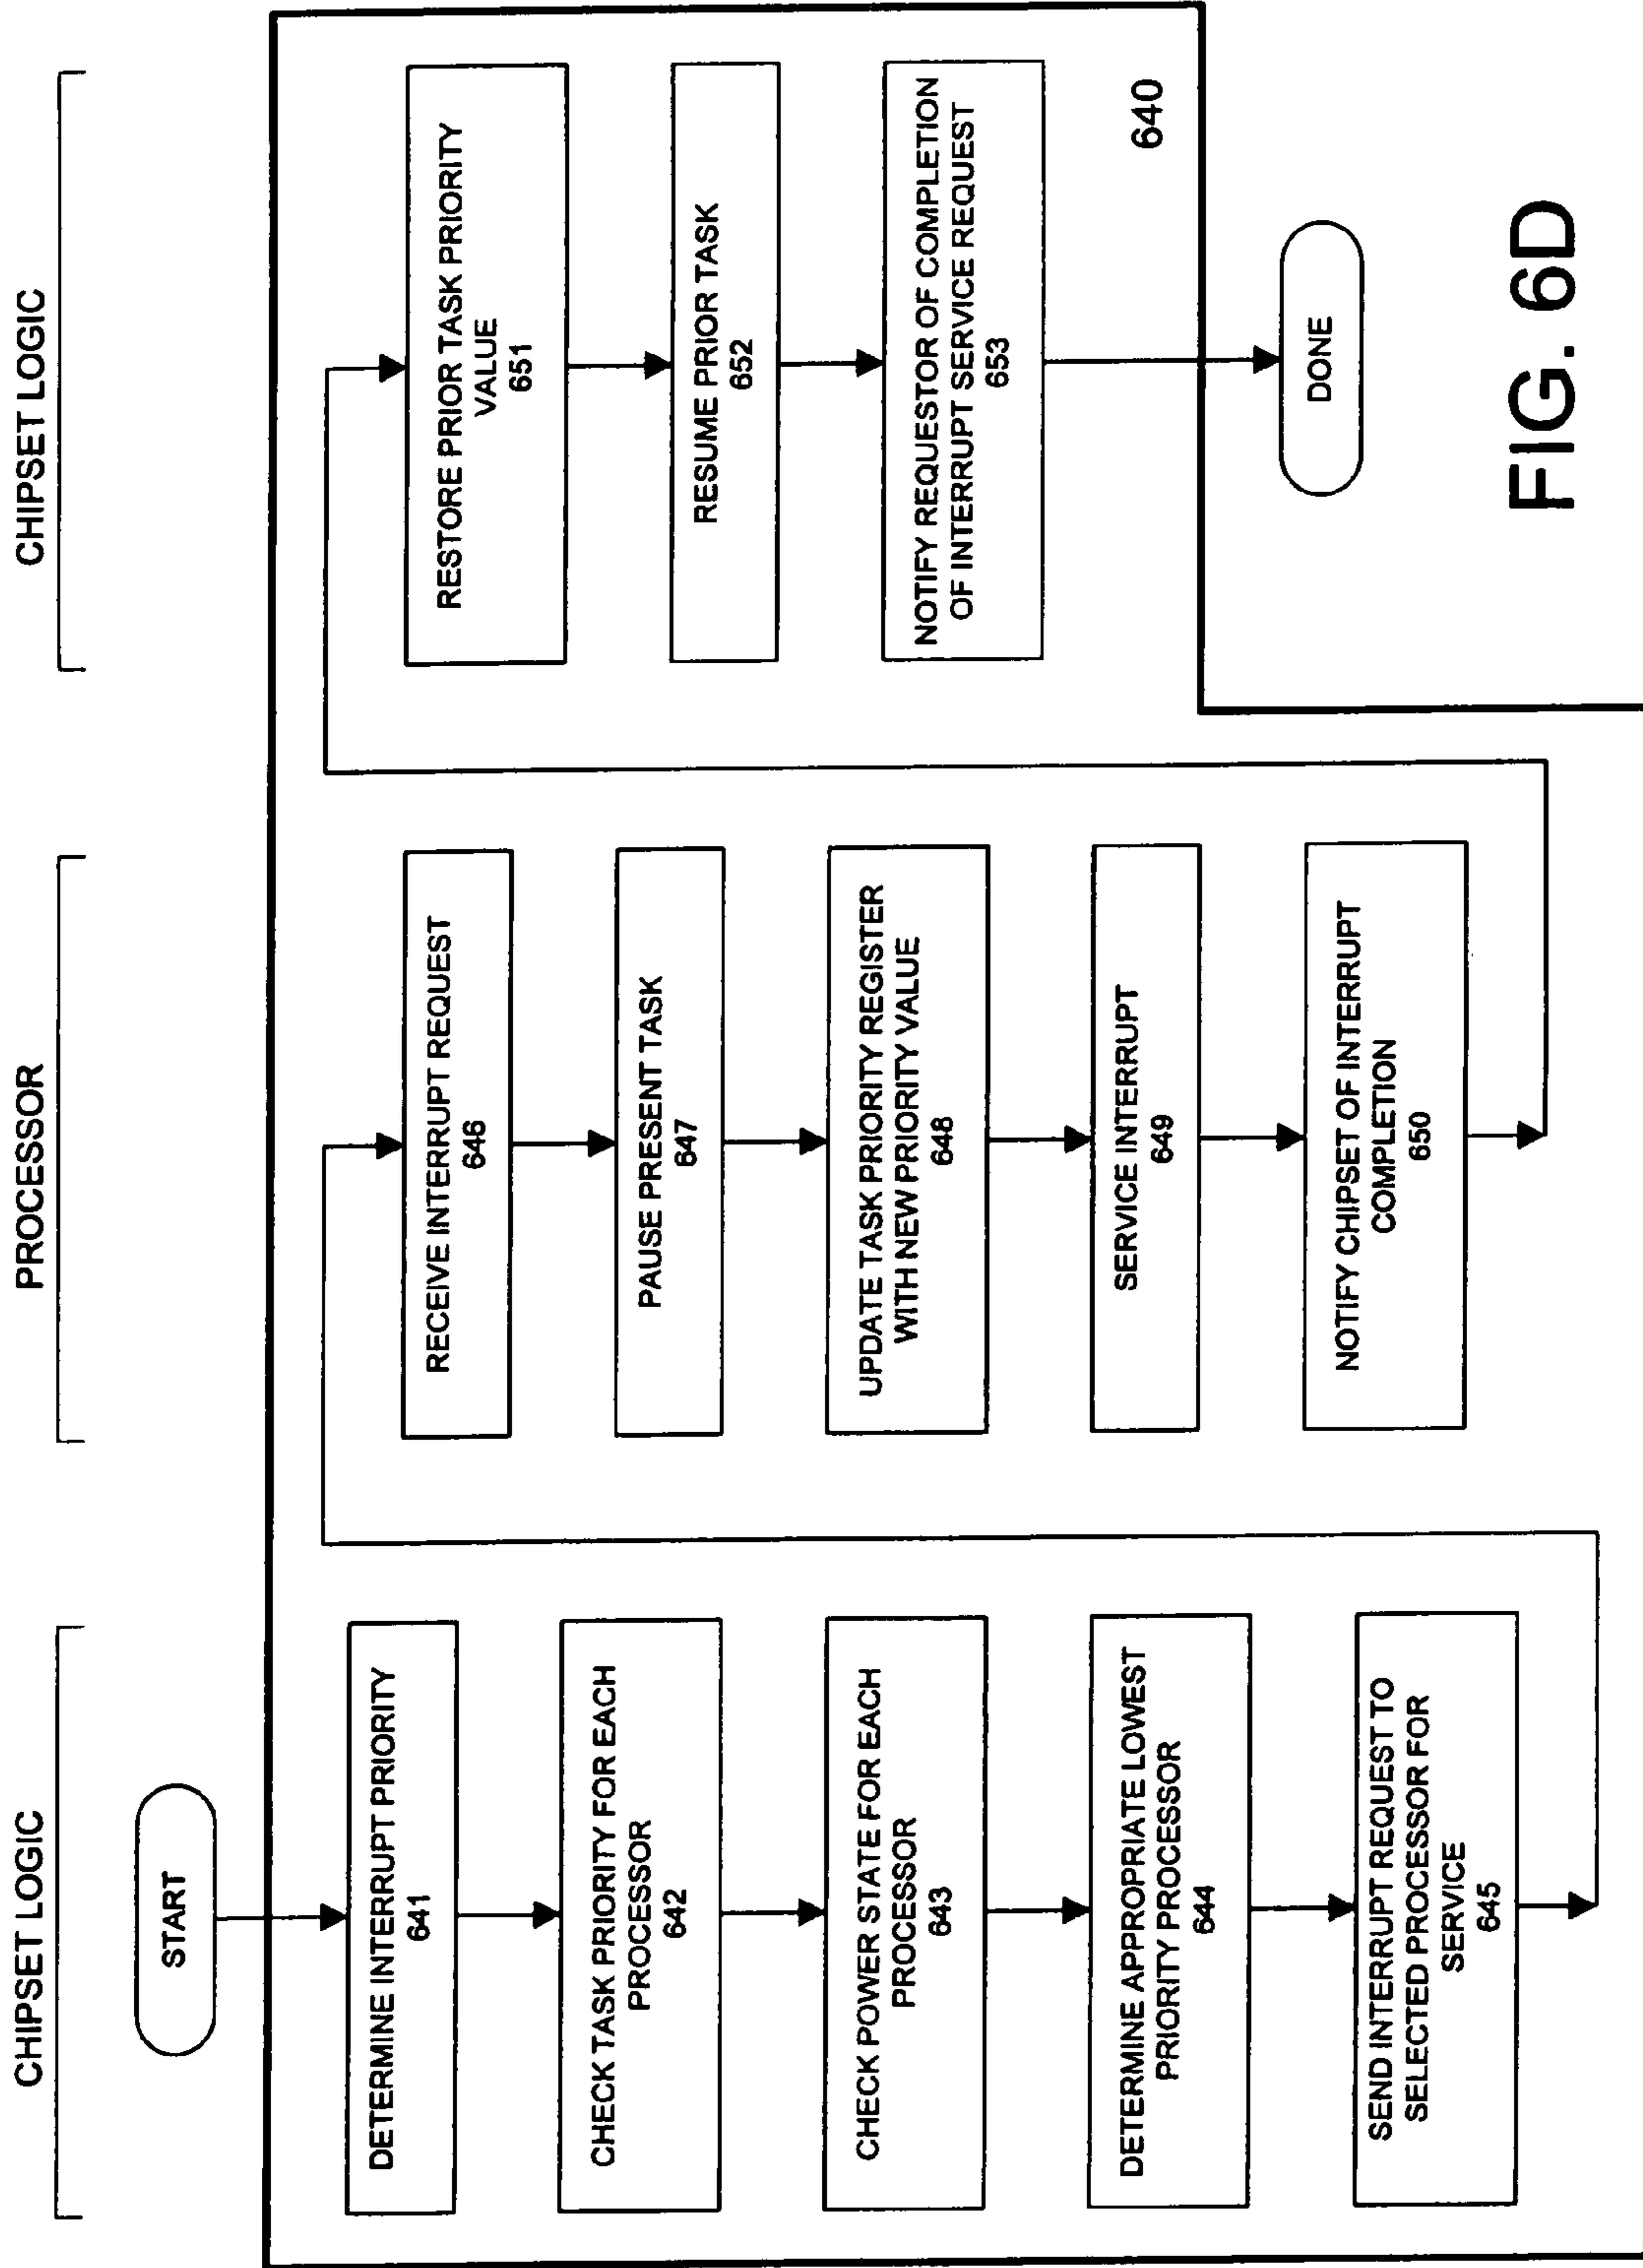 CHIPSET LOGIC
START
DETERMINE INTERRUPT PRIORITY
641
CHECK TASK PRIORITY FOR EACH
PROCESSOR
642
CHECK POWER STATE FOR EACH
PROCESSOR
643
DETERMINE APPROPRIATE LOWEST
PRIORITY PROCESSOR
644
SEND INTERRUPT REQUEST TO
SELECTED PROCESSOR FOR
SERVICE
645
PROCESSOR
RECEIVE INTERRUPT REQUEST
646
PAUSE PRESENT TASK
647
UPDATE TASK PRIORITY REGISTER
WITH NEW PRIORITY VALUE
648
SERVICE INTERRUPT
649
NOTIFY CHIPSET OF INTERRUPT
COMPLETION
650
CHIPSET LOGIC
RESTORE PRIOR TASK PRIORITY
VALUE
651
RESUME PRIOR TASK
652
NOTIFY REQUESTOR OF COMPLETION
OF INTERRUPT SERVICE REQUEST
653
640
DONE
FIG. 6D